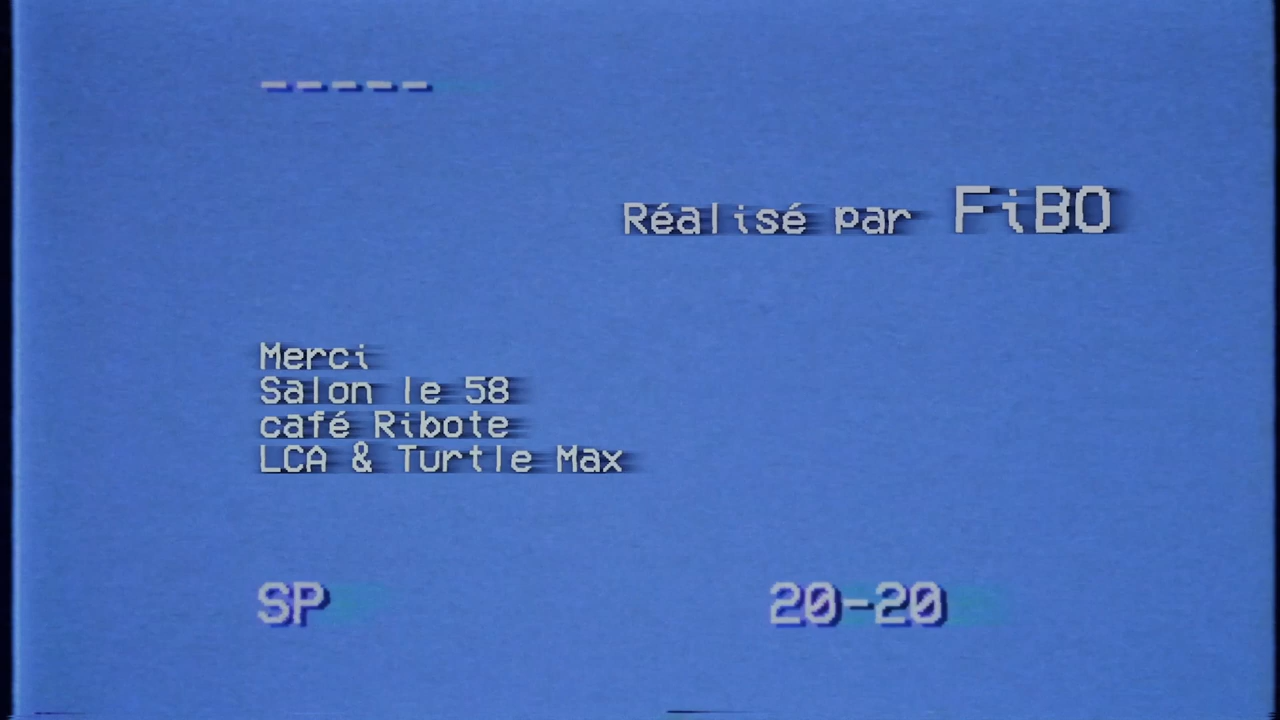 -----
Réalisé par FiBO
Merci
Salon le 58
café Ribote
LCA & Turtle Max
SP 20-20